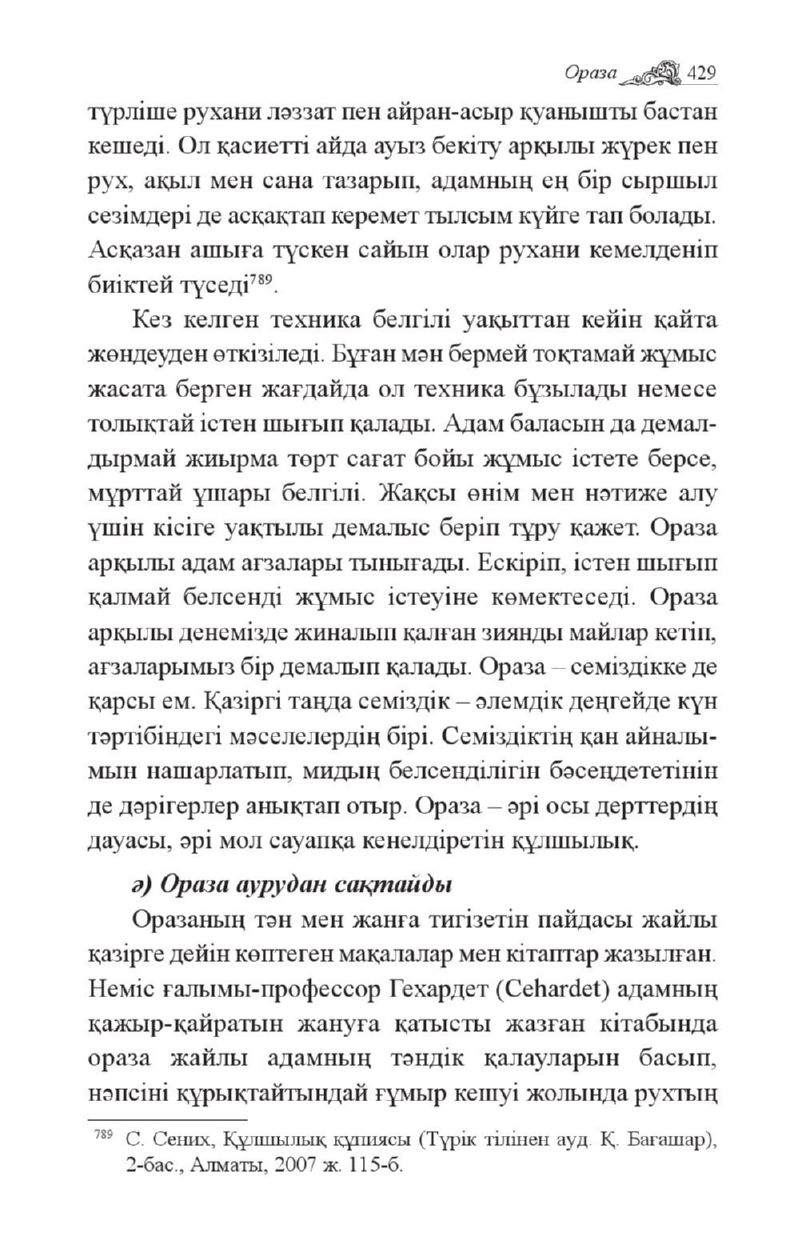 Ораза 429
түрліше рухани ләззат пен айран-асыр қуанышты бастан
кешеді. Ол қасиетті айда ауыз бекіту арқылы жүрек пен
рух, ақыл мен сана тазарып, адамның ең бір сыршыл
сезімдері де асқақтап керемет тылсым күйге тап болады.
Асқазан ашыға түскен сайын олар рухани кемелденіп
биіктей түседі⁷⁸⁹.
Кез келген техника белгілі уақыттан кейін қайта
жөндеуден өткізіледі. Бұған мән бермей тоқтамай жұмыс
жасата берген жағдайда ол техника бұзылады немесе
толықтай істен шығып қалады. Адам баласын да демал-
дырмай жиырма төрт сағат бойы жұмыс істете берсе,
мұрттай ұшары белгілі. Жақсы өнім мен нәтиже алу
үшін кісіге уақтылы демалыс беріп тұру қажет. Ораза
арқылы адам ағзалары тынығады. Ескіріп, істен шығып
қалмай белсенді жұмыс істеуіне көмектеседі. Ораза
арқылы денемізде жиналып қалған зиянды майлар кетіп,
ағзаларымыз бір демалып қалады. Ораза – семіздікке де
қарсы ем. Қазіргі таңда семіздік – әлемдік деңгейде күн
тәртібіндегі мәселелердің бірі. Семіздіктің қан айналы-
мын нашарлатып, мидың белсенділігін бәсеңдететінін
де дәрігерлер анықтап отыр. Ораза – әрі осы дерттердің
дауасы, әрі мол сауапқа кенелдіретін құлшылық.
ә) Ораза аурудан сақтайды
Оразаның тән мен жанға тигізетін пайдасы жайлы
қазірге дейін көптеген мақалалар мен кітаптар жазылған.
Неміс ғалымы-профессор Гехардет (Cehardet) адамның
қажыр-қайратын жануға қатысты жазған кітабында
ораза жайлы адамның тәндік қалауларын басып,
нәпсіні құрықтайтындай ғұмыр кешуі жолында рухтың
⁷⁸⁹ С. Сених, Құлшылық құпиясы (Түрік тілінен ауд. Қ. Бағашар),
2-бас., Алматы, 2007 ж. 115-б.